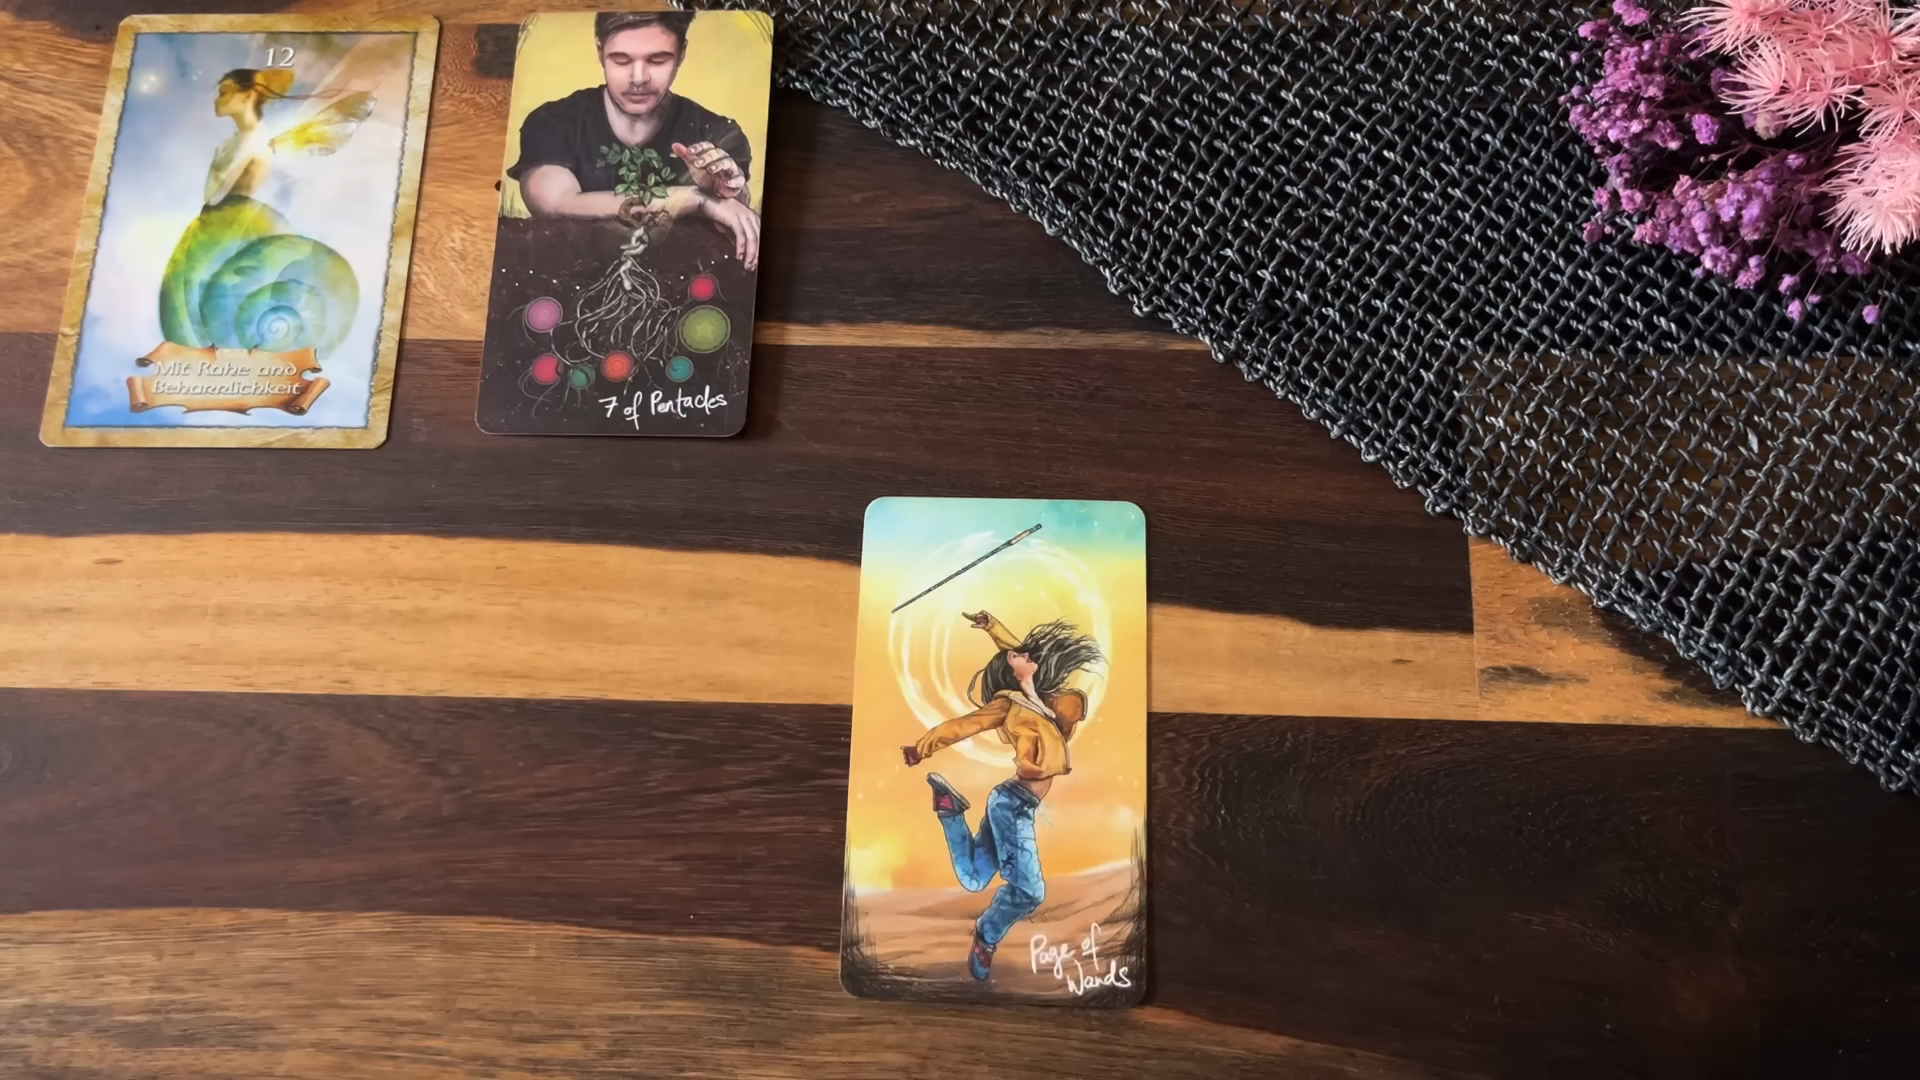 12
Mit Ruhe und
Beharrlichkeit
7 of Pentacles
Page of
Wands